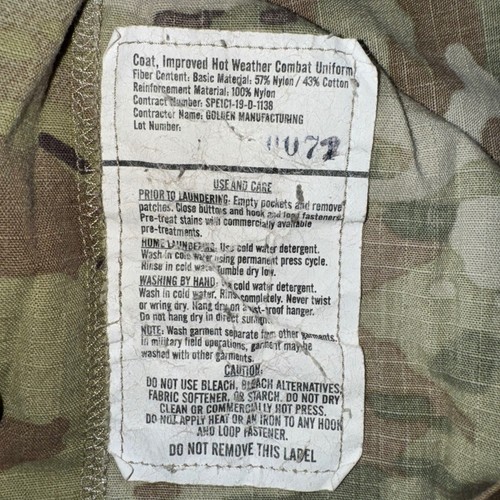 Coat, Improved Hot Weather Combat Uniform
Fiber Content: Basic Material: 57% Nylon / 43% Cotton
Reinforcement Material: 100% Nylon
Contract Number: SPE1C1-19-D-1138
Contractor Name: GOLDEN MANUFACTURING
Lot Number:
0072
USE AND CARE
PRIOR TO LAUNDERING: Empty pockets and remove
patches. Close buttons and hook and loop fasteners.
Pre-treat stains with commercially available
pre-treatments.
HOME LAUNDERING: Use cold water detergent.
Wash in cold water using permanent press cycle.
Rinse in cold water. Tumble dry low.
WASHING BY HAND: Use cold water detergent.
Wash in cold water. Rinse completely. Never twist
or wring dry. Hang dry on a rust-proof hanger.
Do not hang dry in direct sunlight.
NOTE: Wash garment separate from other garments.
In military field operations, garment may be
washed with other garments.
CAUTION:
DO NOT USE BLEACH, BLEACH ALTERNATIVES,
FABRIC SOFTENER, OR STARCH. DO NOT DRY
CLEAN OR COMMERCIALLY HOT PRESS.
DO NOT APPLY HEAT OR AN IRON TO ANY HOOK
AND LOOP FASTENER.
DO NOT REMOVE THIS LABEL